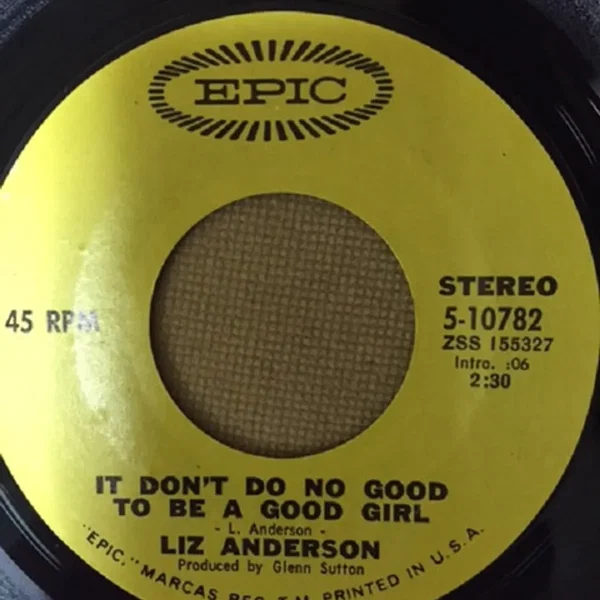 EPIC
STEREO
45 RPM
5-10782
ZSS 155327
Intro. :06
2:30
IT DON'T DO NO GOOD
TO BE A GOOD GIRL
- L. Anderson -
LIZ ANDERSON
Produced by Glenn Sutton
"EPIC," MARCAS REG. T.M. PRINTED IN U.S.A.